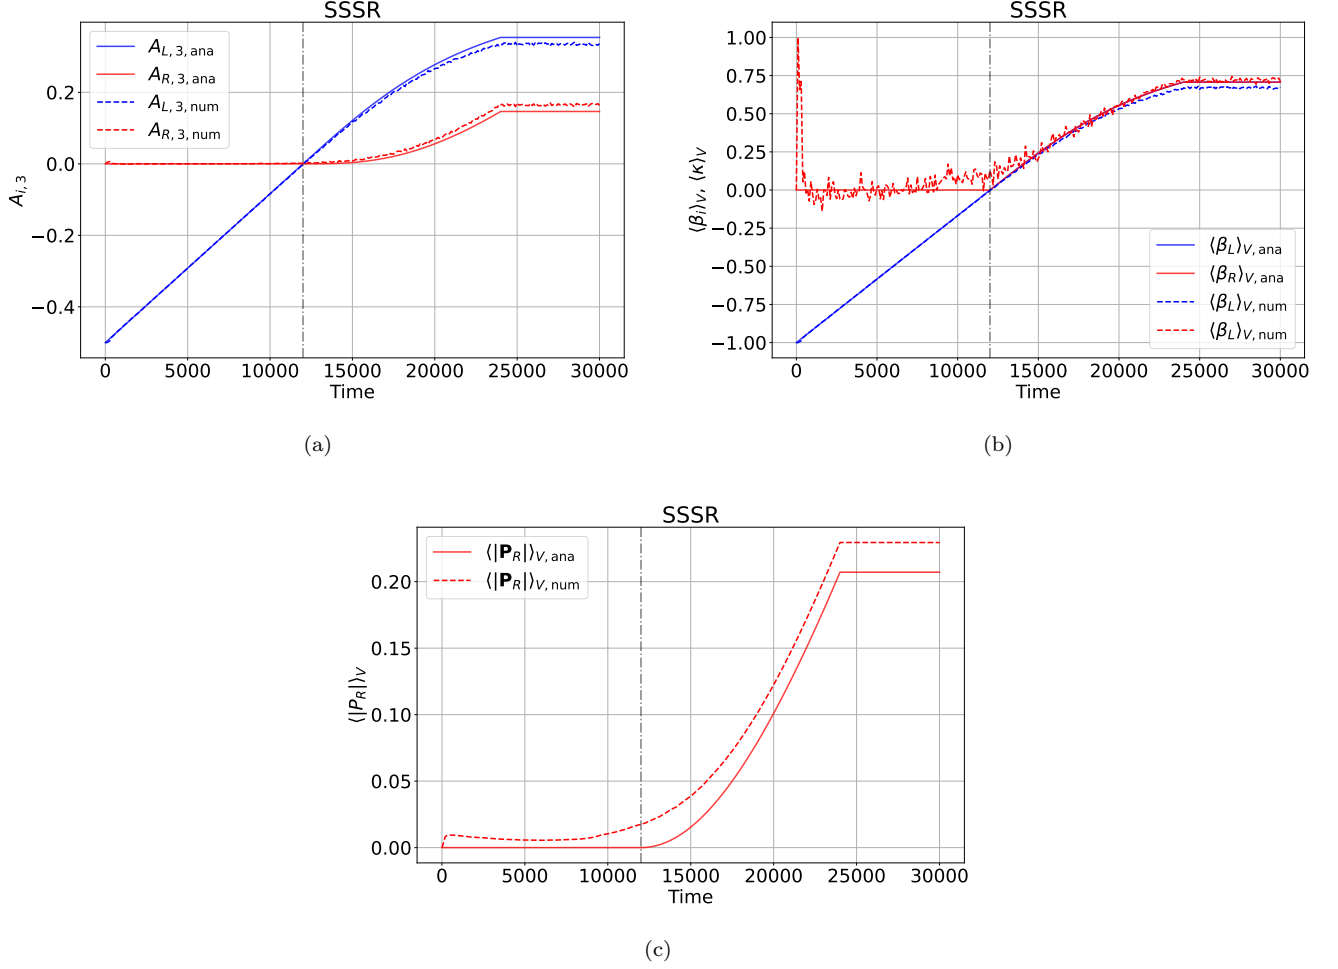 SSSR
A_{L,3,ana}
A_{R,3,ana}
A_{L,3,num}
A_{R,3,num}
0.2
0.0
−0.2
−0.4
A_{i,3}
0 5000 10000 15000 20000 25000 30000
Time
(a)
SSSR
1.00
0.75
0.50
0.25
0.00
−0.25
−0.50
−0.75
−1.00
⟨β_i⟩_V, ⟨κ⟩_V
⟨β_L⟩_{V,ana}
⟨β_R⟩_{V,ana}
⟨β_L⟩_{V,num}
⟨β_L⟩_{V,num}
0 5000 10000 15000 20000 25000 30000
Time
(b)
SSSR
⟨|P_R|⟩_{V,ana}
⟨|P_R|⟩_{V,num}
0.20
0.15
0.10
0.05
0.00
⟨|P_R|⟩_V
0 5000 10000 15000 20000 25000 30000
Time
(c)